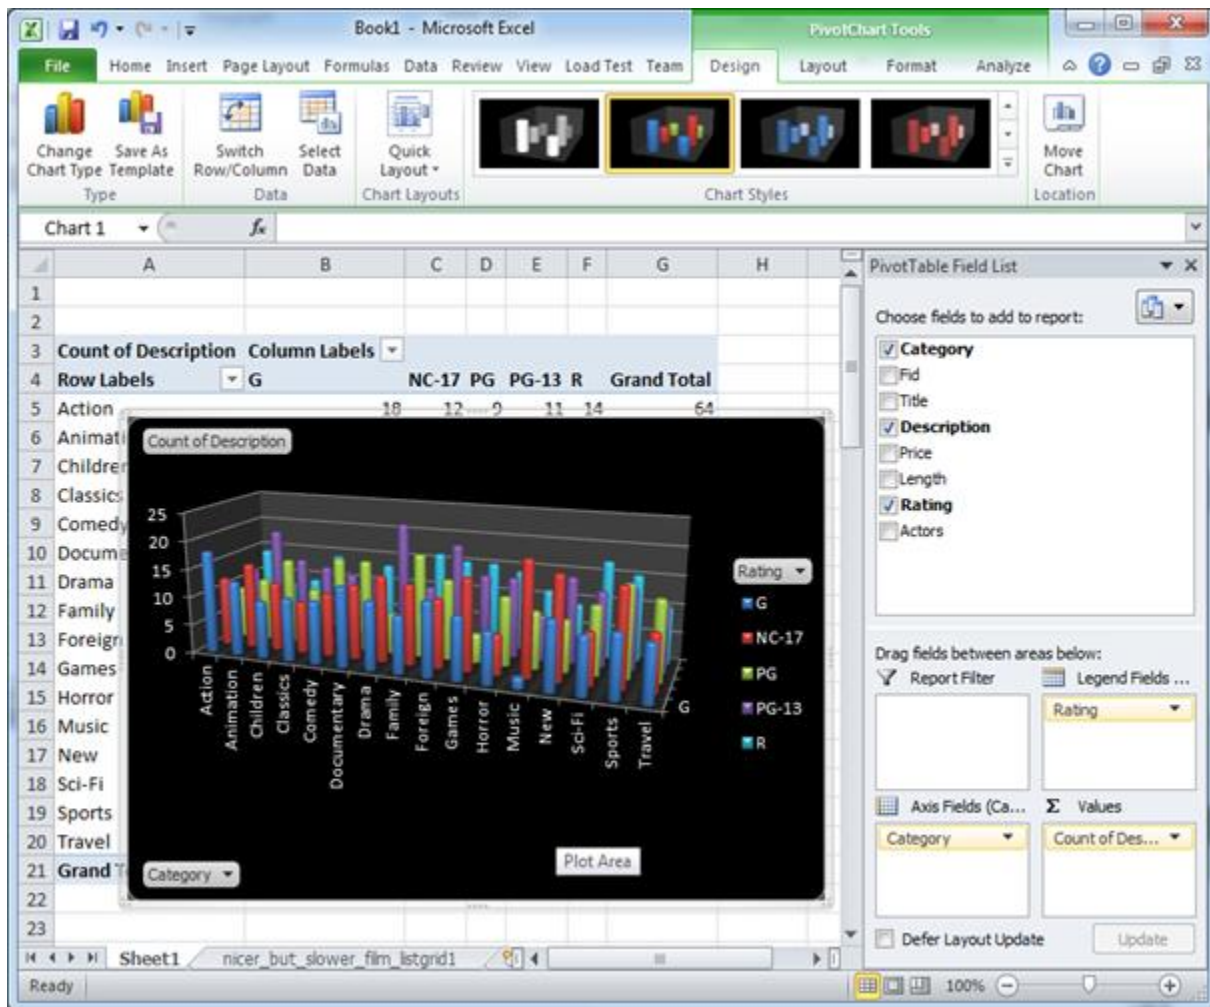 Book1 - Microsoft Excel
PivotChart Tools
File Home Insert Page Layout Formulas Data Review View Load Test Team Design Layout Format Analyze
Change Chart Type
Save As Template
Switch Row/Column
Select Data
Quick Layout
Move Chart
Type Data Chart Layouts Chart Styles Location
Chart 1 fx
A B C D E F G H
1
2
3 Count of Description Column Labels
4 Row Labels G NC-17 PG PG-13 R Grand Total
5 Action 18 12 9 11 14 64
6 Animati
7 Childrer
8 Classics
9 Comedy
10 Docume
11 Drama
12 Family
13 Foreign
14 Games
15 Horror
16 Music
17 New
18 Sci-Fi
19 Sports
20 Travel
21 Grand T
22
23
Count of Description
25
20
15
10
5
0
Action
Animation
Children
Classics
Comedy
Documentary
Drama
Family
Foreign
Games
Horror
Music
New
Sci-Fi
Sports
Travel
G
Rating
G
NC-17
PG
PG-13
R
Plot Area
Category
PivotTable Field List
Choose fields to add to report:
Category
Fid
Title
Description
Price
Length
Rating
Actors
Drag fields between areas below:
Report Filter Legend Fields ...
Rating
Axis Fields (Ca... Σ Values
Category Count of Des...
Defer Layout Update Update
Sheet1 nicer_but_slower_film_listgrid1
Ready 100%